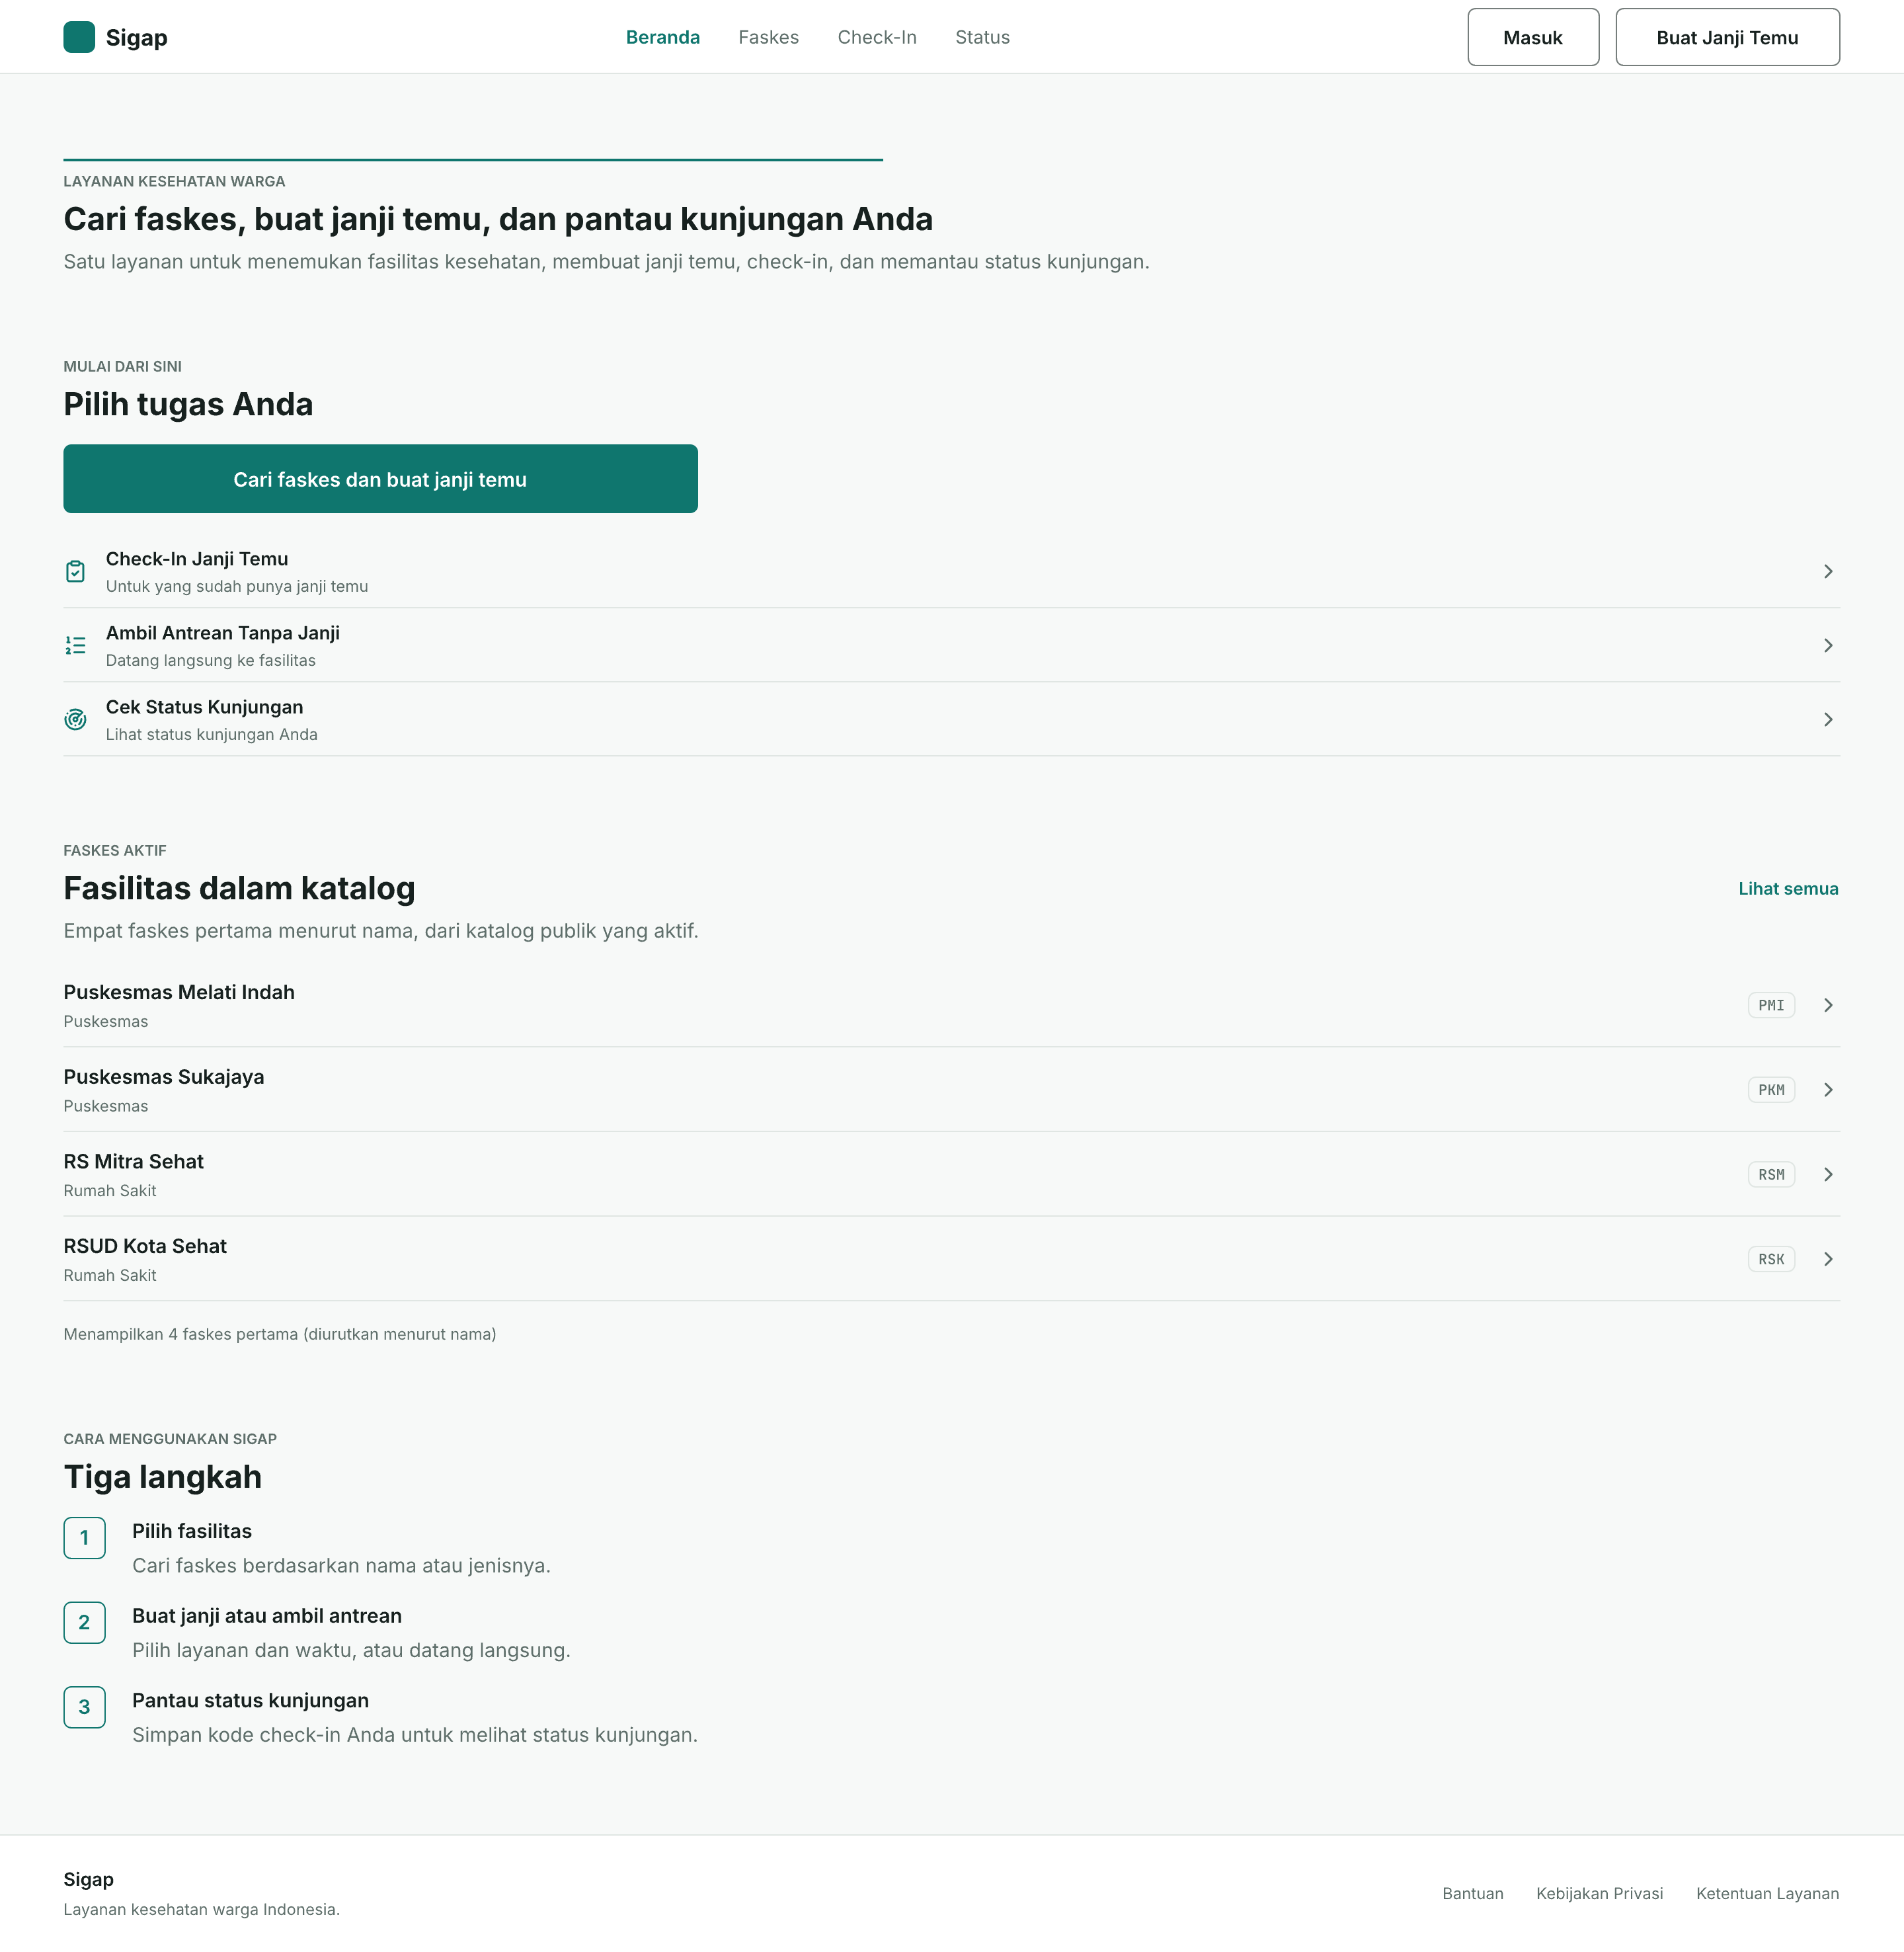 Sigap
Beranda
Faskes
Check-In
Status
Masuk
Buat Janji Temu
LAYANAN KESEHATAN WARGA
Cari faskes, buat janji temu, dan pantau kunjungan Anda
Satu layanan untuk menemukan fasilitas kesehatan, membuat janji temu, check-in, dan memantau status kunjungan.
MULAI DARI SINI
Pilih tugas Anda
Cari faskes dan buat janji temu
Check-In Janji Temu
Untuk yang sudah punya janji temu
Ambil Antrean Tanpa Janji
Datang langsung ke fasilitas
Cek Status Kunjungan
Lihat status kunjungan Anda
FASKES AKTIF
Fasilitas dalam katalog
Lihat semua
Empat faskes pertama menurut nama, dari katalog publik yang aktif.
Puskesmas Melati Indah
Puskesmas
PMI
Puskesmas Sukajaya
Puskesmas
PKM
RS Mitra Sehat
Rumah Sakit
RSM
RSUD Kota Sehat
Rumah Sakit
RSK
Menampilkan 4 faskes pertama (diurutkan menurut nama)
CARA MENGGUNAKAN SIGAP
Tiga langkah
1
Pilih fasilitas
Cari faskes berdasarkan nama atau jenisnya.
2
Buat janji atau ambil antrean
Pilih layanan dan waktu, atau datang langsung.
3
Pantau status kunjungan
Simpan kode check-in Anda untuk melihat status kunjungan.
Sigap
Layanan kesehatan warga Indonesia.
Bantuan
Kebijakan Privasi
Ketentuan Layanan